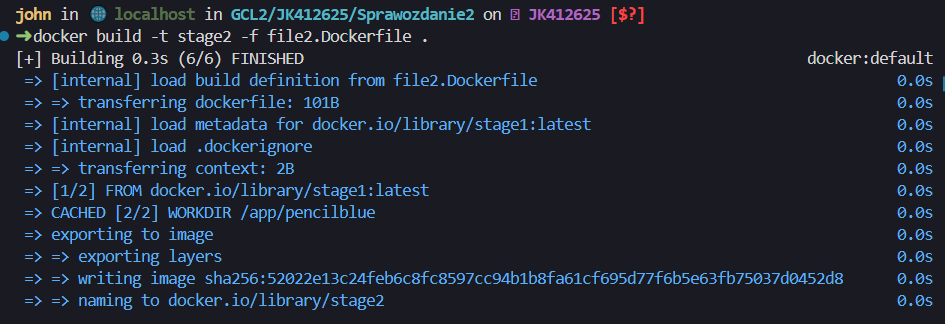 john in 🌐 localhost in GCL2/JK412625/Sprawozdanie2 on JK412625 [$?]
➜docker build -t stage2 -f file2.Dockerfile .
[+] Building 0.3s (6/6) FINISHED docker:default
=> [internal] load build definition from file2.Dockerfile 0.0s
=> => transferring dockerfile: 101B 0.0s
=> [internal] load metadata for docker.io/library/stage1:latest 0.0s
=> [internal] load .dockerignore 0.0s
=> => transferring context: 2B 0.0s
=> [1/2] FROM docker.io/library/stage1:latest 0.0s
=> CACHED [2/2] WORKDIR /app/pencilblue 0.0s
=> exporting to image 0.0s
=> => exporting layers 0.0s
=> => writing image sha256:52022e13c24feb6c8fc8597cc94b1b8fa61cf695d77f6b5e63fb75037d0452d8 0.0s
=> => naming to docker.io/library/stage2 0.0s